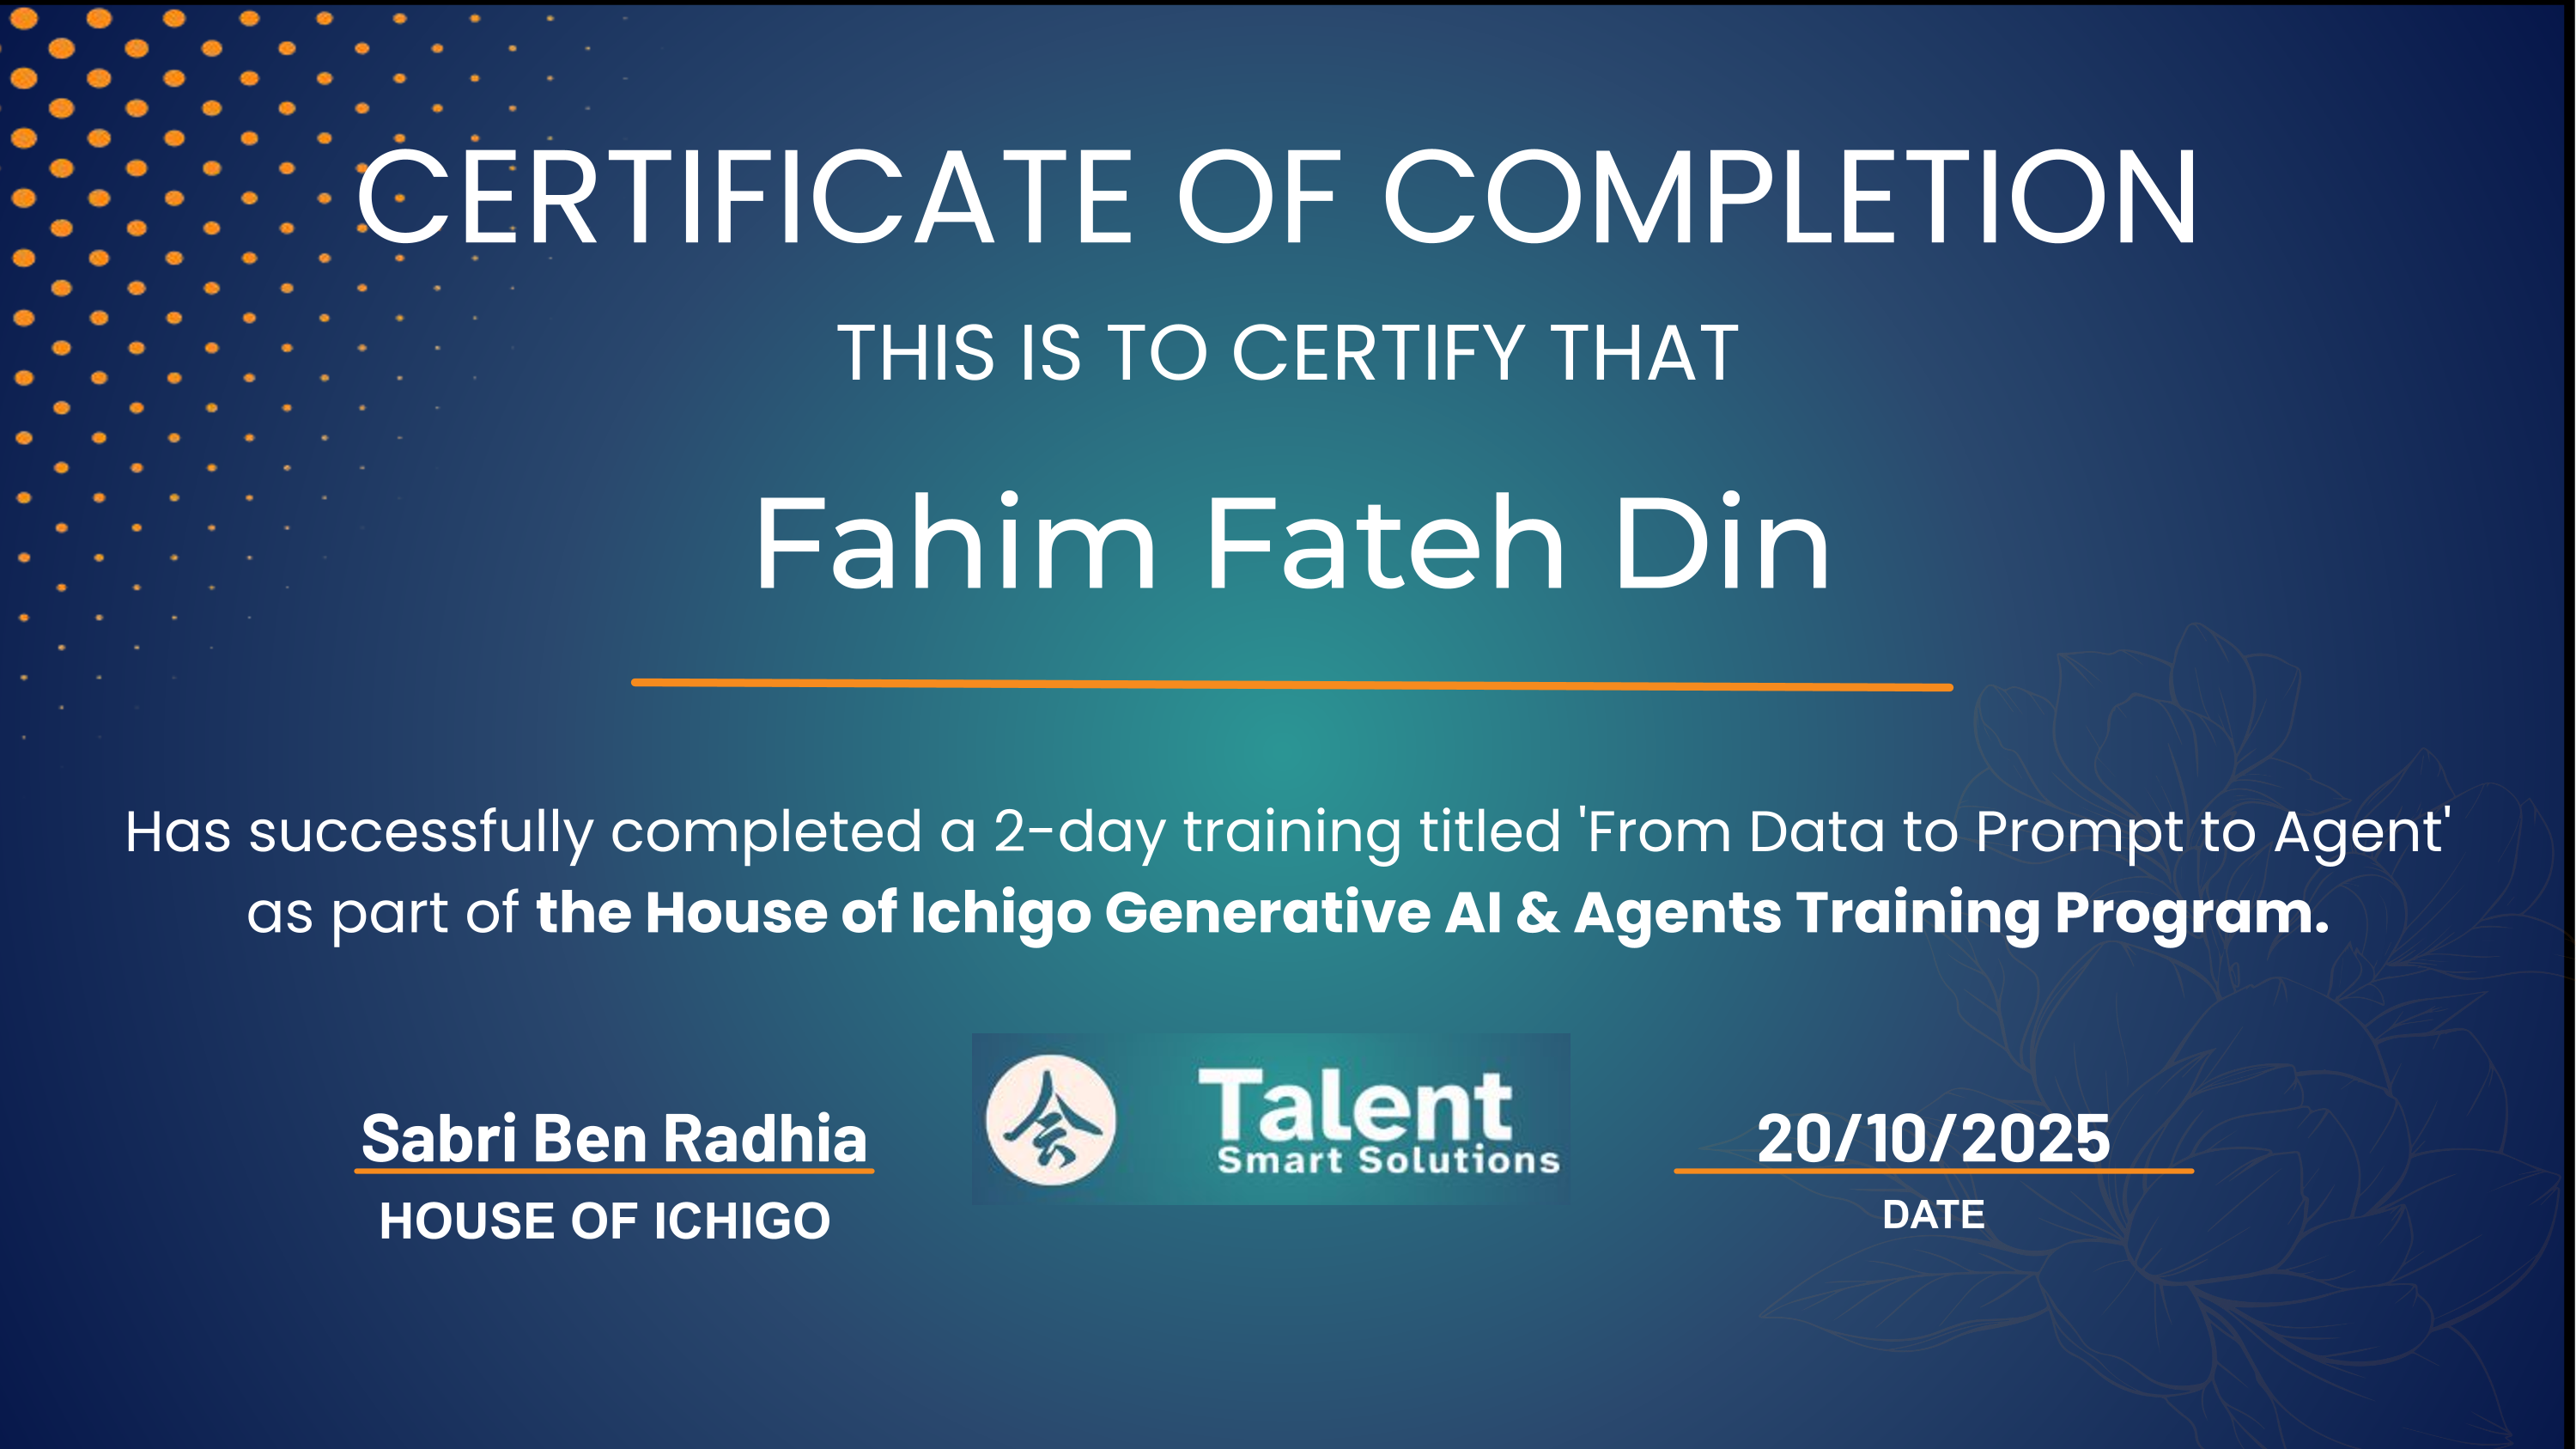 CERTIFICATE OF COMPLETION
THIS IS TO CERTIFY THAT
Fahim Fateh Din
Has successfully completed a 2-day training titled 'From Data to Prompt to Agent'
as part of the House of Ichigo Generative AI & Agents Training Program.
Sabri Ben Radhia
HOUSE OF ICHIGO
Talent
Smart Solutions
20/10/2025
DATE